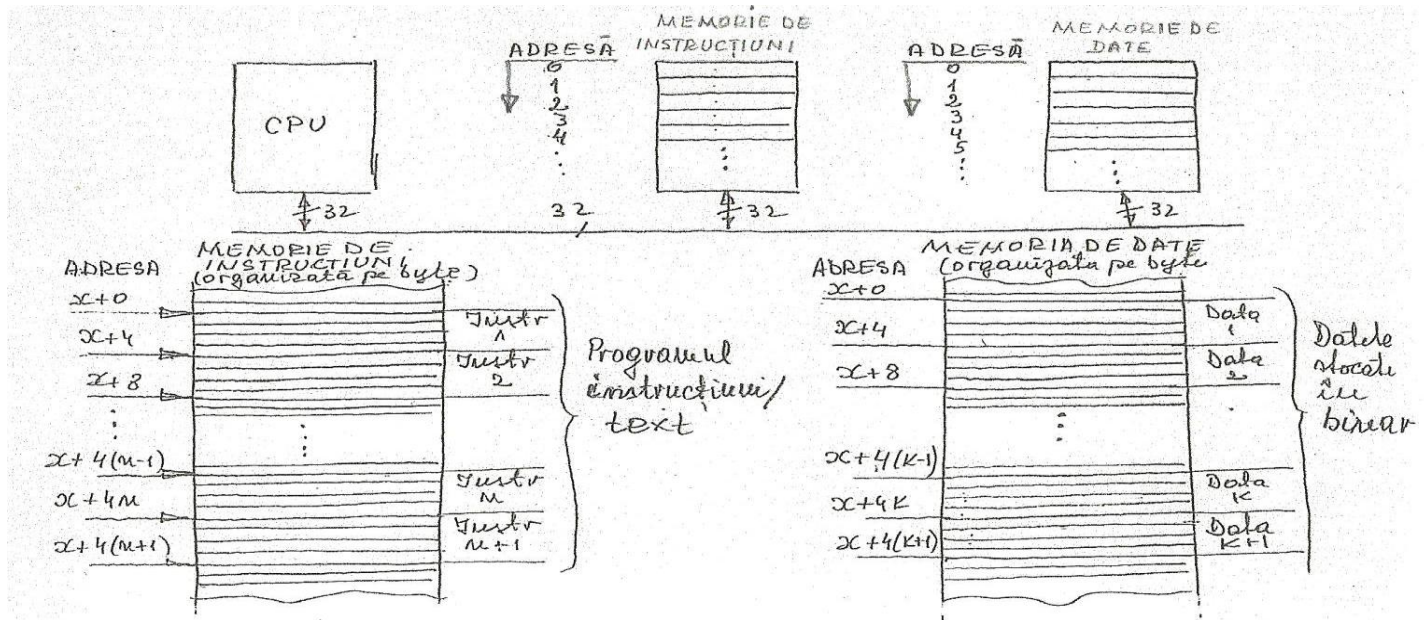 CPU
32
ADRESĂ
0
1
2
3
4
32
MEMORIE DE
INSTRUCȚIUNI
32
ADRESĂ
0
1
2
3
4
5
MEMORIE DE
DATE
32
MEMORIE DE
INSTRUCȚIUNI
(organizată pe byte)
ADRESA
x+0
x+4
x+8
x+4(n-1)
x+4n
x+4(n+1)
Instr
1
Instr
2
Instr
n
Instr
n+1
Programul
instrucțiuni/
text
MEMORIA DE DATE
(organizata pe byte
ADRESA
x+0
x+4
x+8
x+4(k-1)
x+4k
x+4(k+1)
Data
1
Data
2
Data
k
Data
k+1
Datele
stocate
în
binar